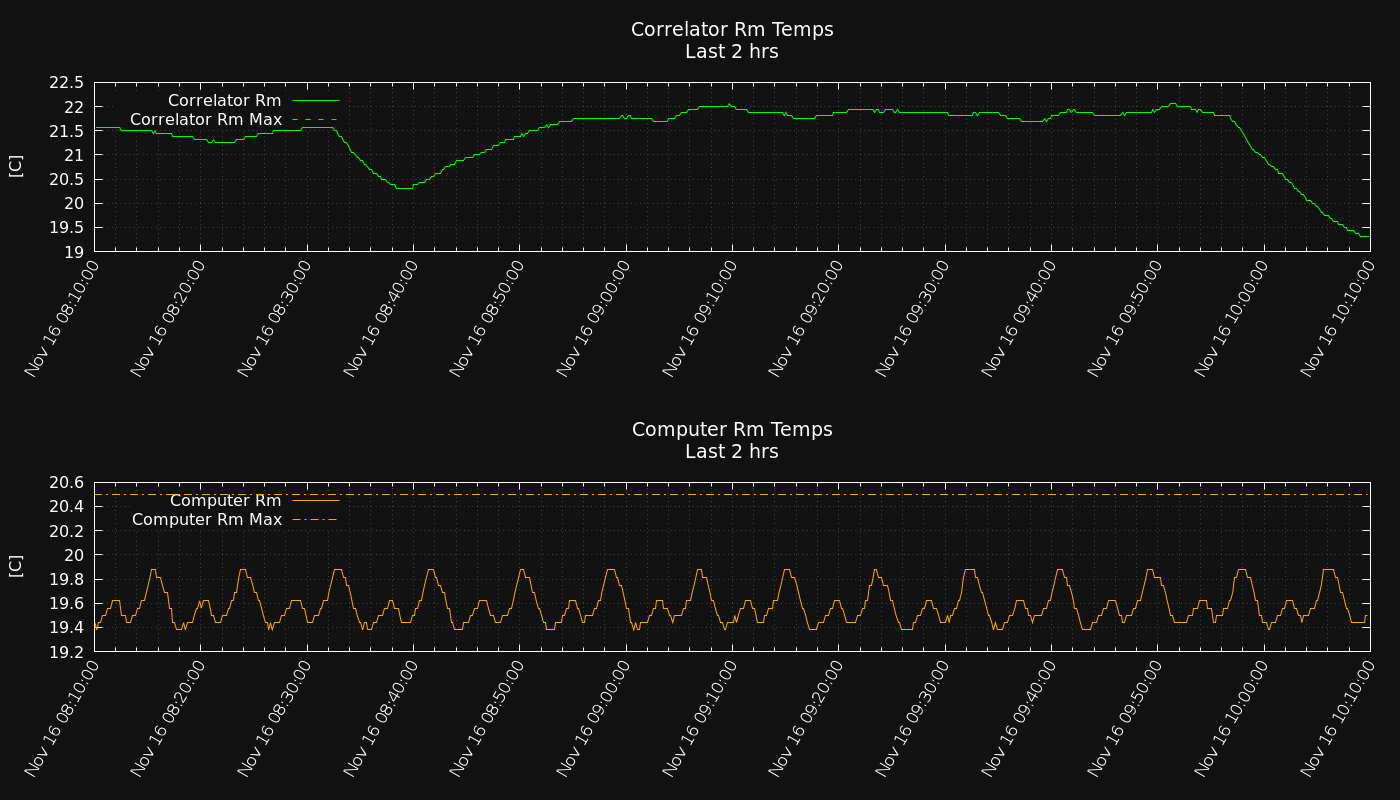 Correlator Rm Temps
Last 2 hrs
[C]
22.5
22
21.5
21
20.5
20
19.5
19
Correlator Rm
Correlator Rm Max
Nov 16 08:10:00
Nov 16 08:20:00
Nov 16 08:30:00
Nov 16 08:40:00
Nov 16 08:50:00
Nov 16 09:00:00
Nov 16 09:10:00
Nov 16 09:20:00
Nov 16 09:30:00
Nov 16 09:40:00
Nov 16 09:50:00
Nov 16 10:00:00
Nov 16 10:10:00
Computer Rm Temps
Last 2 hrs
[C]
20.6
20.4
20.2
20
19.8
19.6
19.4
19.2
Computer Rm
Computer Rm Max
Nov 16 08:10:00
Nov 16 08:20:00
Nov 16 08:30:00
Nov 16 08:40:00
Nov 16 08:50:00
Nov 16 09:00:00
Nov 16 09:10:00
Nov 16 09:20:00
Nov 16 09:30:00
Nov 16 09:40:00
Nov 16 09:50:00
Nov 16 10:00:00
Nov 16 10:10:00